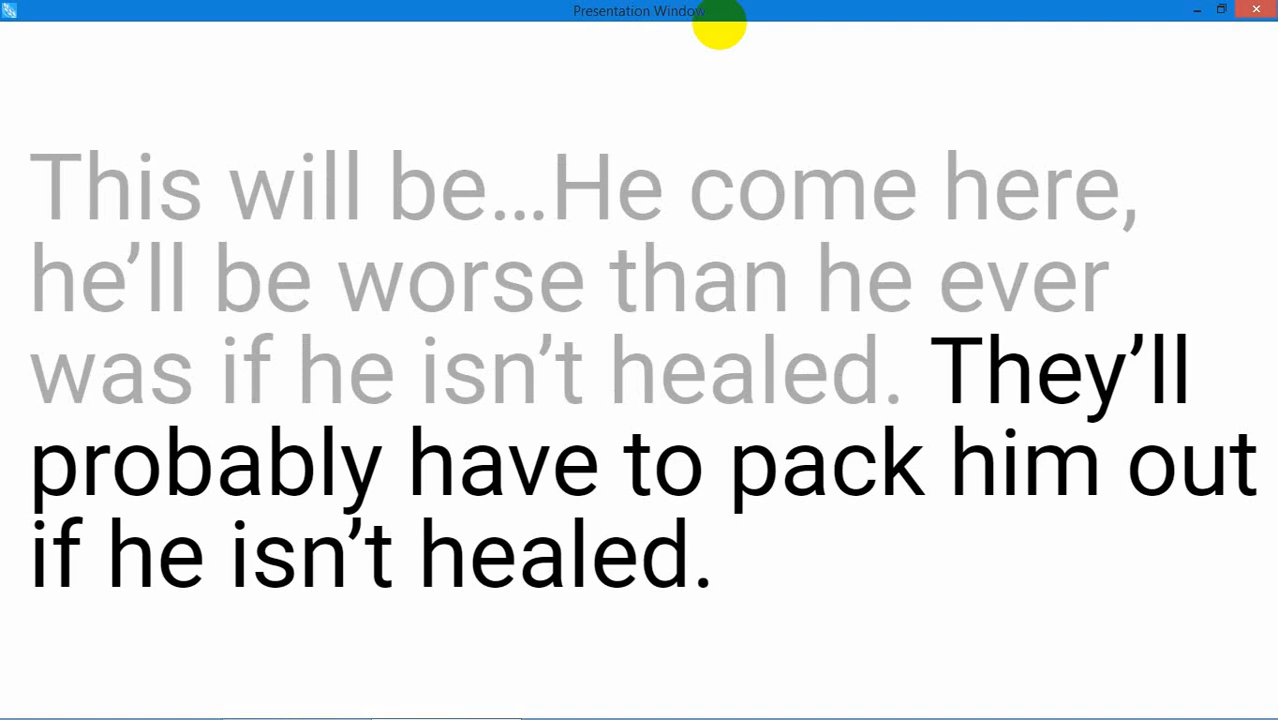 Presentation Window
This will be…He come here,
he’ll be worse than he ever
was if he isn’t healed. They’ll
probably have to pack him out
if he isn’t healed.